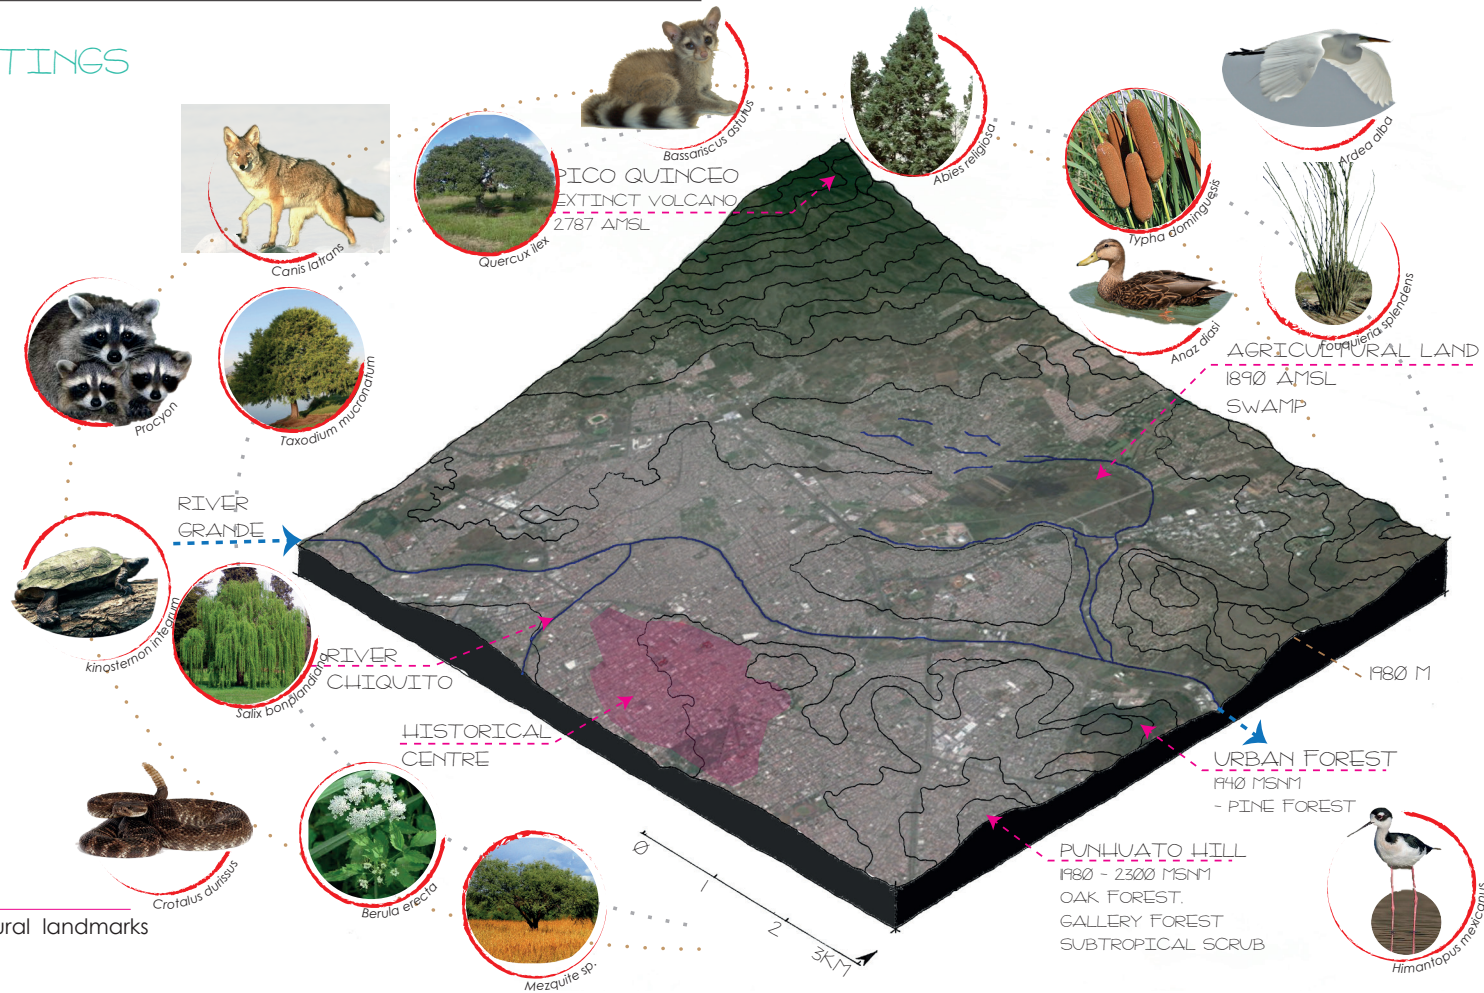 TINGS
Bassariscus astutus
Abies religiosa
Ardea alba
Canis latrans
Quercux ilex
PICO QUINCEO
EXTINCT VOLCANO
2787 AMSL
Typha dominguesis
Anaz diasi
Fouquieria splendens
Procyon
Taxodium mucronatum
AGRICULTURAL LAND
1890 AMSL
SWAMP
RIVER
GRANDE
kinosternon integrum
Salix bonplandiana
RIVER
CHIQUITO
HISTORICAL
CENTRE
1980 M
URBAN FOREST
1940 MSNM
- PINE FOREST
PUNHUATO HILL
1980 - 2300 MSNM
OAK FOREST.
GALLERY FOREST
SUBTROPICAL SCRUB
Himantopus mexicanus
Crotalus durissus
Berula erecta
Mezquite sp.
0
1
2
3KM
ural landmarks